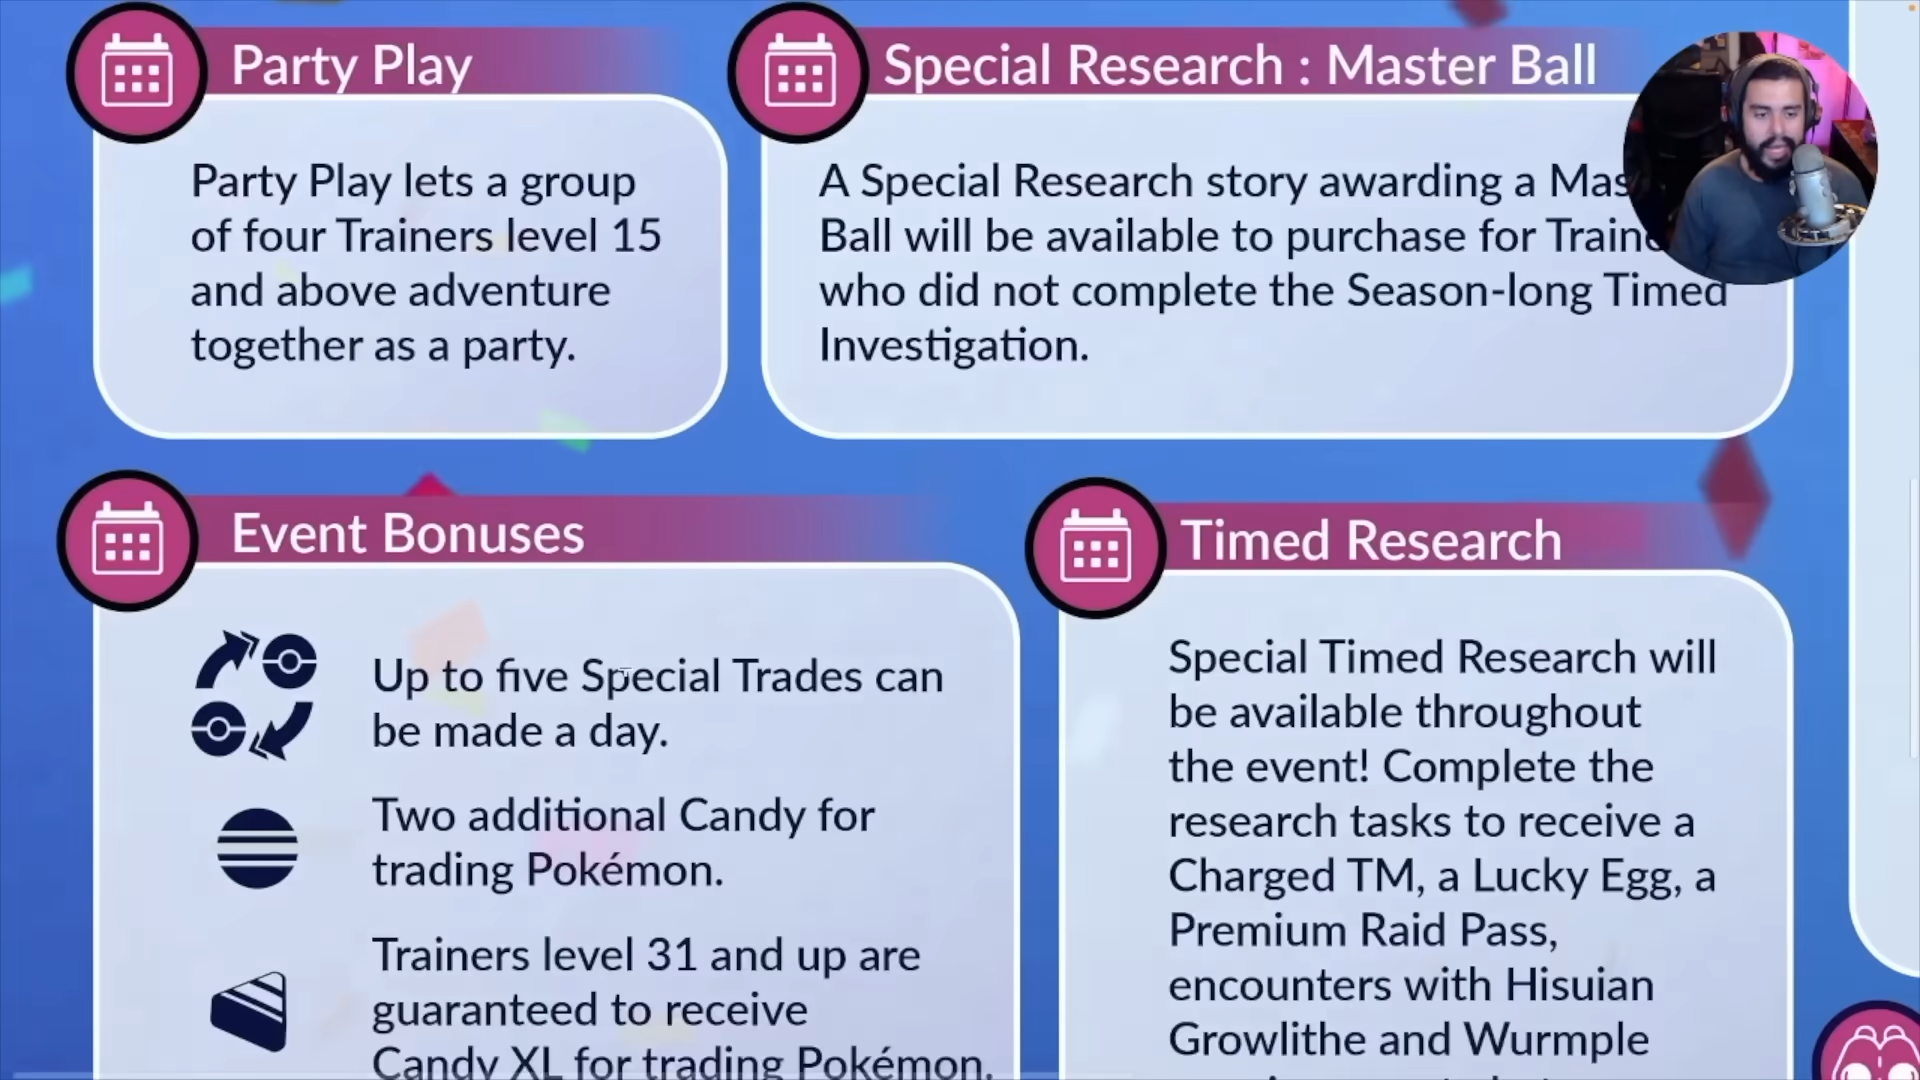 Party Play
Party Play lets a group
of four Trainers level 15
and above adventure
together as a party.
Special Research : Master Ball
A Special Research story awarding a
Ball will be available to purchase for
who did not complete the Season-long Timed
Investigation.
Event Bonuses
Up to five Special Trades can
be made a day.
Two additional Candy for
trading Pokémon.
Trainers level 31 and up are
guaranteed to receive
Candy XL for trading Pokémon.
Timed Research
Special Timed Research will
be available throughout
the event! Complete the
research tasks to receive a
Charged TM, a Lucky Egg, a
Premium Raid Pass,
encounters with Hisuian
Growlithe and Wurmple